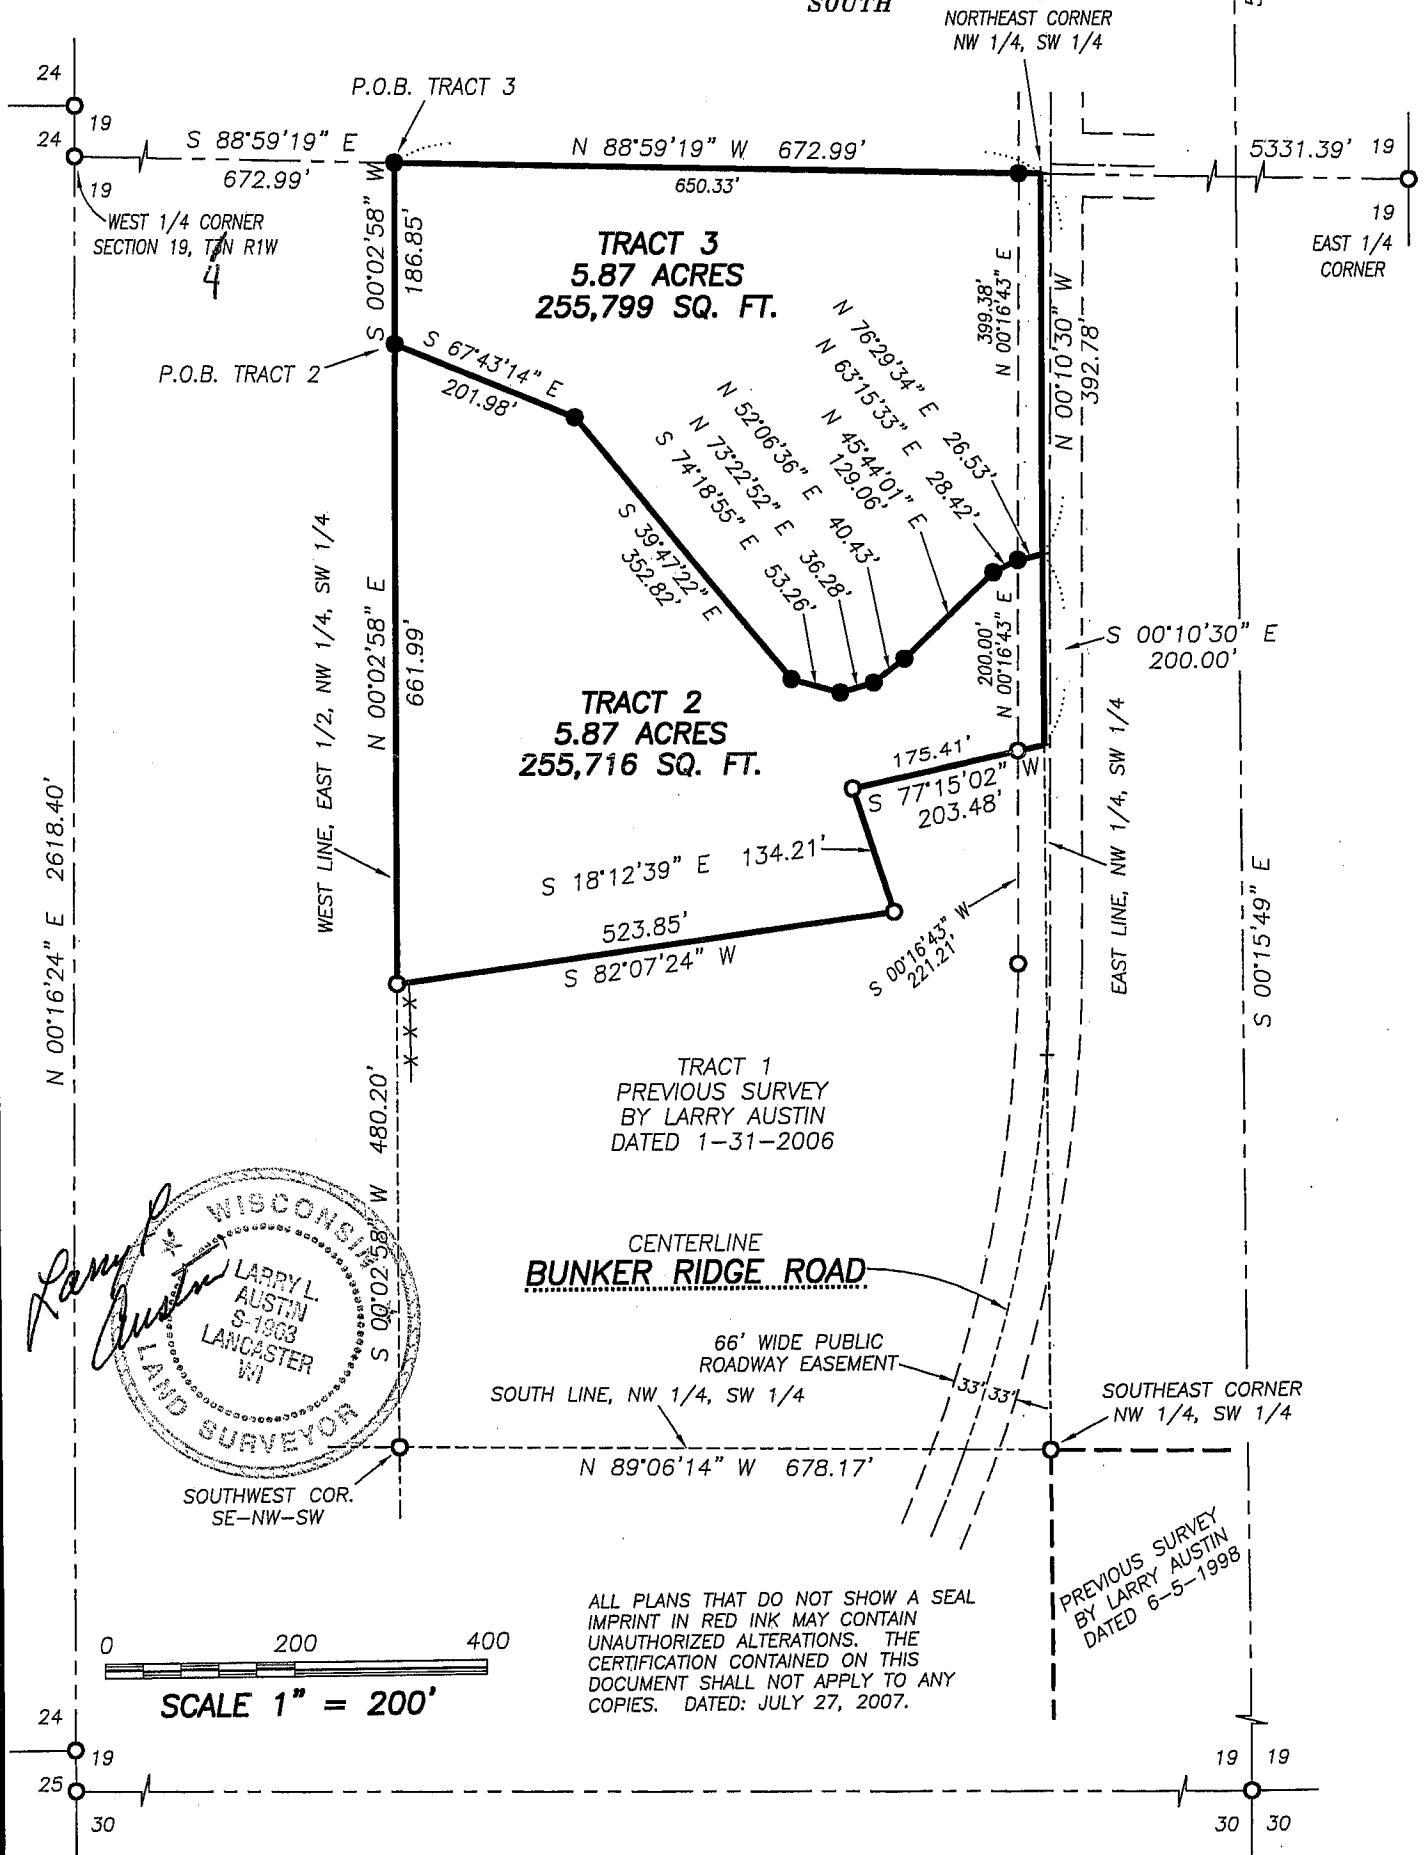 SOUTH
NORTHEAST CORNER
NW 1/4, SW 1/4
24
19
24
19
P.O.B. TRACT 3
S 88°59'19" E
672.99'
N 88°59'19" W 672.99'
650.33'
5331.39'
19
19
EAST 1/4
CORNER
WEST 1/4 CORNER
SECTION 19, T3N R1W
4
S 00°02'58" W
186.85'
TRACT 3
5.87 ACRES
255,799 SQ. FT.
399.38'
N 00°16'43" E
N 00°10'30" W
392.78'
P.O.B. TRACT 2
S 67°43'14" E
201.98'
S 39°47'22" E
352.82'
N 76°29'34" E 26.53'
N 63°15'33" E 28.42'
N 45°44'01" E
129.06'
N 52°06'36" E 40.43'
N 73°22'52" E 36.28'
S 74°18'55" E 53.26'
200.00'
N 00°16'43" E
S 00°10'30" E
200.00'
WEST LINE, EAST 1/2, NW 1/4, SW 1/4
N 00°02'58" E
661.99'
TRACT 2
5.87 ACRES
255,716 SQ. FT.
175.41'
S 77°15'02" W
203.48'
S 18°12'39" E 134.21'
523.85'
S 82°07'24" W
S 00°16'43" W
221.21'
EAST LINE, NW 1/4, SW 1/4
N 00°16'24" E 2618.40'
S 00°15'49" E
TRACT 1
PREVIOUS SURVEY
BY LARRY AUSTIN
DATED 1-31-2006
S 00°02'58" W 480.20'
Larry L
Austin
WISCONSIN
LARRY L.
AUSTIN
S-1903
LANCASTER
WI
LAND SURVEYOR
CENTERLINE
BUNKER RIDGE ROAD
66' WIDE PUBLIC
ROADWAY EASEMENT
33' 33'
SOUTH LINE, NW 1/4, SW 1/4
SOUTHEAST CORNER
NW 1/4, SW 1/4
N 89°06'14" W 678.17'
SOUTHWEST COR.
SE-NW-SW
PREVIOUS SURVEY
BY LARRY AUSTIN
DATED 6-5-1998
ALL PLANS THAT DO NOT SHOW A SEAL
IMPRINT IN RED INK MAY CONTAIN
UNAUTHORIZED ALTERATIONS. THE
CERTIFICATION CONTAINED ON THIS
DOCUMENT SHALL NOT APPLY TO ANY
COPIES. DATED: JULY 27, 2007.
0 200 400
SCALE 1" = 200'
24
19
25
30
19 19
30 30